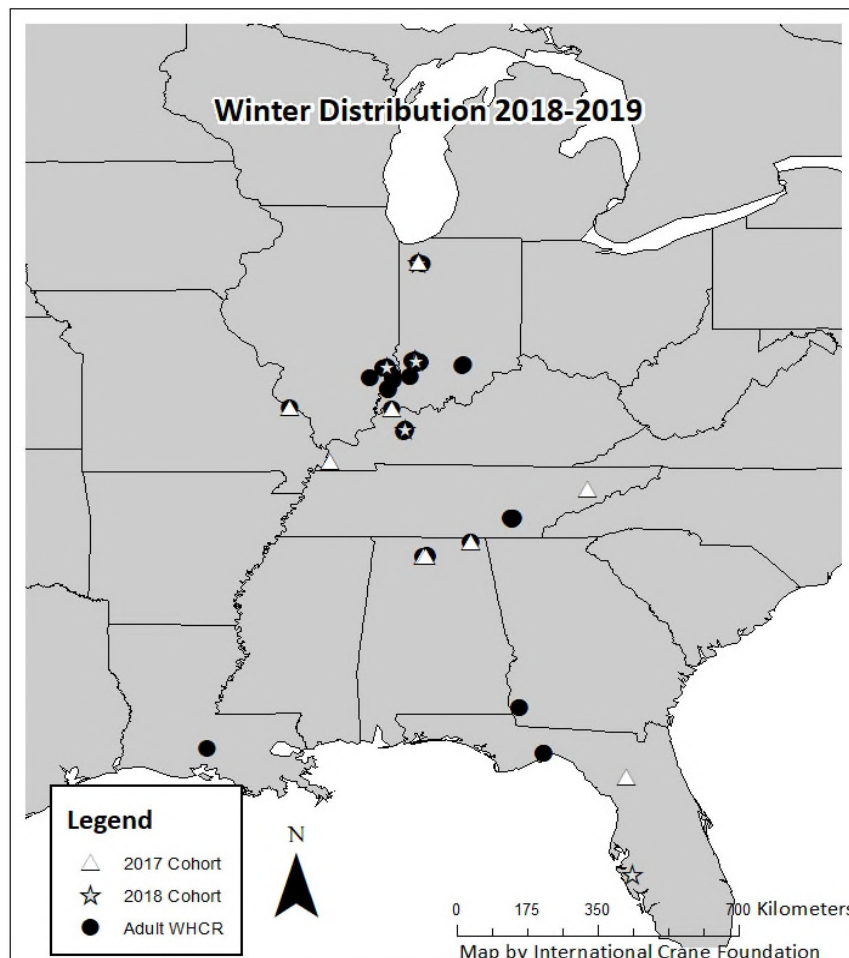 Winter Distribution 2018-2019
Legend
2017 Cohort
2018 Cohort
Adult WHCR
N
0 175 350 700 Kilometers
Map by International Crane Foundation